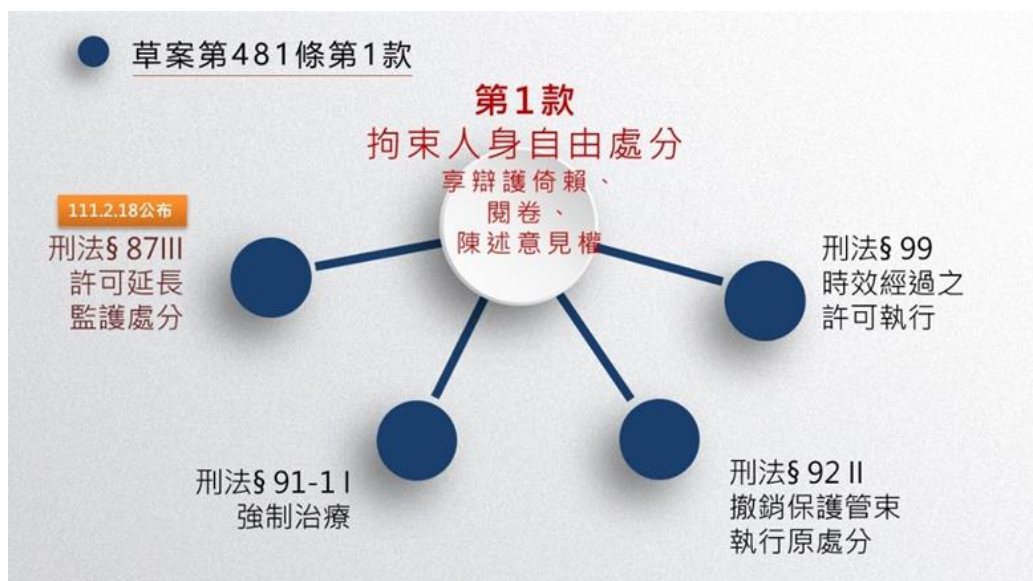 草案第481條第1款
第1款
拘束人身自由處分
享辯護倚賴、
閱卷、
陳述意見權
111.2.18公布
刑法§ 87III
許可延長
監護處分
刑法§ 91-1 I
強制治療
刑法§ 92 II
撤銷保護管束
執行原處分
刑法§ 99
時效經過之
許可執行